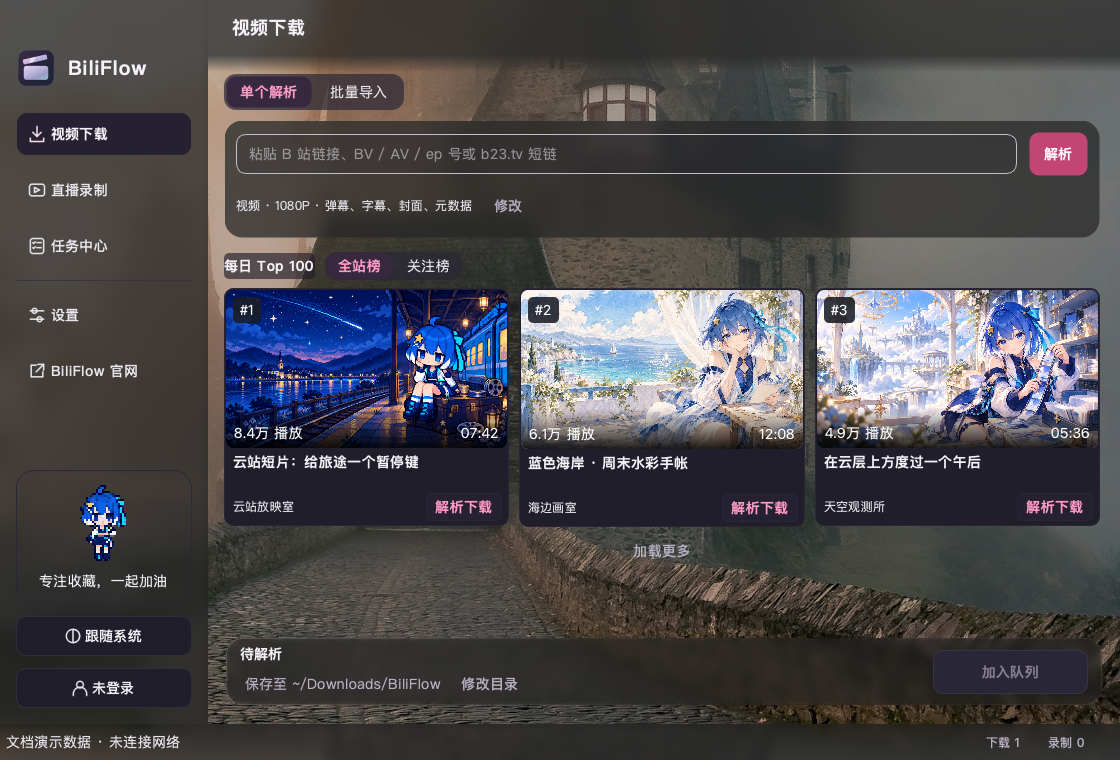 视频下载
BiliFlow
视频下载
直播录制
任务中心
设置
BiliFlow 官网
专注收藏，一起加油
跟随系统
未登录
单个解析 批量导入
粘贴 B 站链接、BV / AV / ep 号或 b23.tv 短链
解析
视频 · 1080P · 弹幕、字幕、封面、元数据 修改
每日 Top 100 全站榜 关注榜
#1
8.4万 播放 07:42
云站短片：给旅途一个暂停键
云站放映室 解析下载
#2
6.1万 播放 12:08
蓝色海岸 · 周末水彩手帐
海边画室 解析下载
#3
4.9万 播放 05:36
在云层上方度过一个午后
天空观测所 解析下载
加载更多
待解析
保存至 ~/Downloads/BiliFlow 修改目录
加入队列
文档演示数据 · 未连接网络
下载 1 录制 0